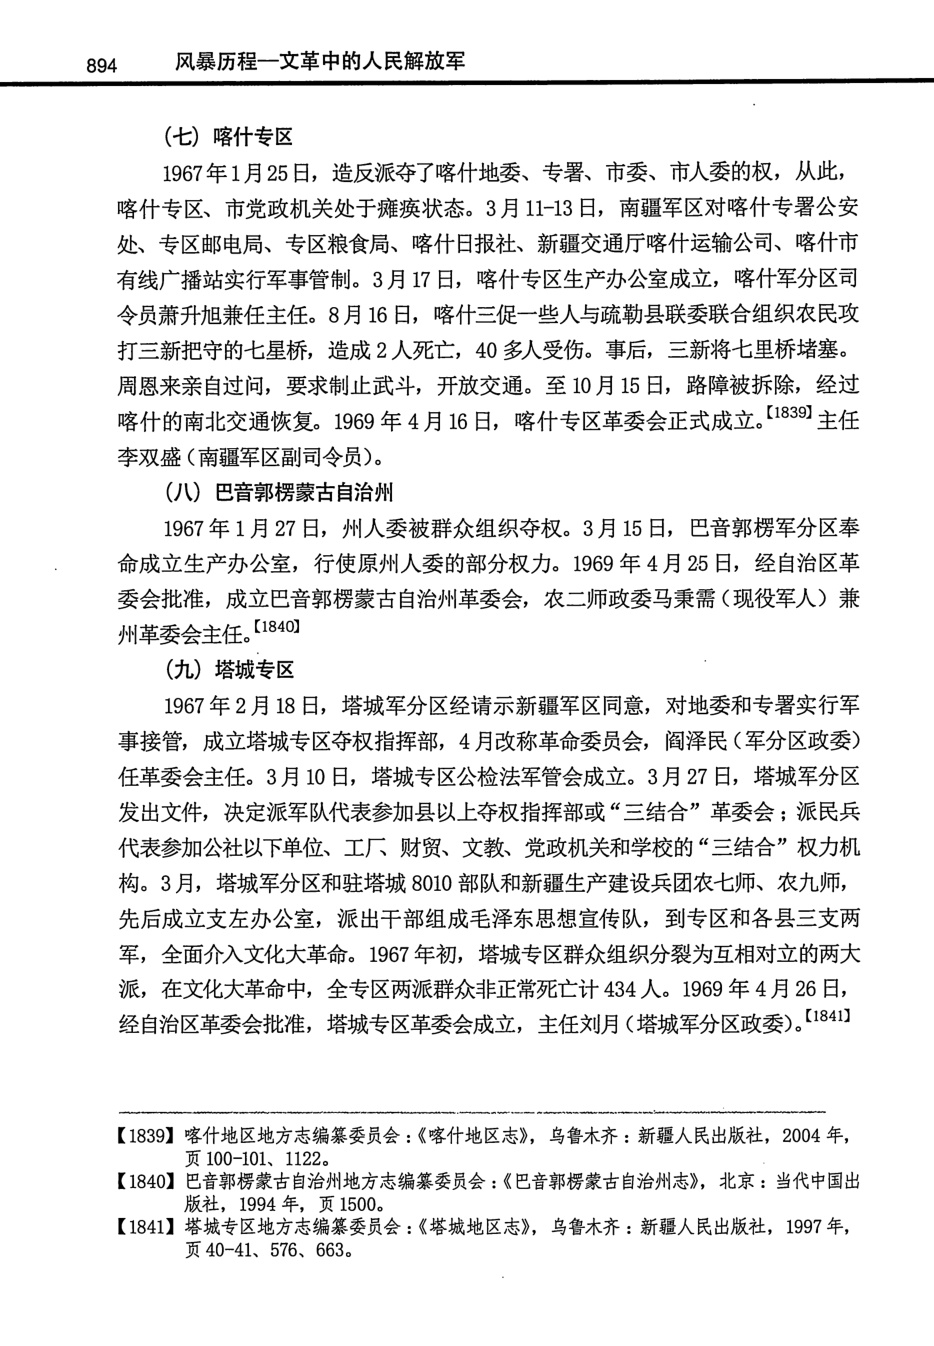 894 风暴历程—文革中的人民解放军
(七) 喀什专区
1967年1月25日，造反派夺了喀什地委、专署、市委、市人委的权，从此，
喀什专区、市党政机关处于瘫痪状态。3月11-13日，南疆军区对喀什专署公安
处、专区邮电局、专区粮食局、喀什日报社、新疆交通厅喀什运输公司、喀什市
有线广播站实行军事管制。3月17日，喀什专区生产办公室成立，喀什军分区司
令员萧升旭兼任主任。8月16日，喀什三促一些人与疏勒县联委联合组织农民攻
打三新把守的七星桥，造成2人死亡，40多人受伤。事后，三新将七里桥堵塞。
周恩来亲自过问，要求制止武斗，开放交通。至10月15日，路障被拆除，经过
喀什的南北交通恢复。1969年4月16日，喀什专区革委会正式成立。【1839】主任
李双盛（南疆军区副司令员）。
(八) 巴音郭楞蒙古自治州
1967年1月27日，州人委被群众组织夺权。3月15日，巴音郭楞军分区奉
命成立生产办公室，行使原州人委的部分权力。1969年4月25日，经自治区革
委会批准，成立巴音郭楞蒙古自治州革委会，农二师政委马秉需（现役军人）兼
州革委会主任。【1840】
(九) 塔城专区
1967年2月18日，塔城军分区经请示新疆军区同意，对地委和专署实行军
事接管，成立塔城专区夺权指挥部，4月改称革命委员会，阎泽民（军分区政委）
任革委会主任。3月10日，塔城专区公检法军管会成立。3月27日，塔城军分区
发出文件，决定派军队代表参加县以上夺权指挥部或“三结合”革委会；派民兵
代表参加公社以下单位、工厂、财贸、文教、党政机关和学校的“三结合”权力机
构。3月，塔城军分区和驻塔城8010部队和新疆生产建设兵团农七师、农九师，
先后成立支左办公室，派出干部组成毛泽东思想宣传队，到专区和各县三支两
军，全面介入文化大革命。1967年初，塔城专区群众组织分裂为互相对立的两大
派，在文化大革命中，全专区两派群众非正常死亡计434人。1969年4月26日，
经自治区革委会批准，塔城专区革委会成立，主任刘月（塔城军分区政委）。【1841】
【1839】喀什地区地方志编纂委员会：《喀什地区志》，乌鲁木齐：新疆人民出版社，2004年，
页100-101、1122。
【1840】巴音郭楞蒙古自治州地方志编纂委员会：《巴音郭楞蒙古自治州志》，北京：当代中国出
版社，1994年，页1500。
【1841】塔城专区地方志编纂委员会：《塔城地区志》，乌鲁木齐：新疆人民出版社，1997年，
页40-41、576、663。